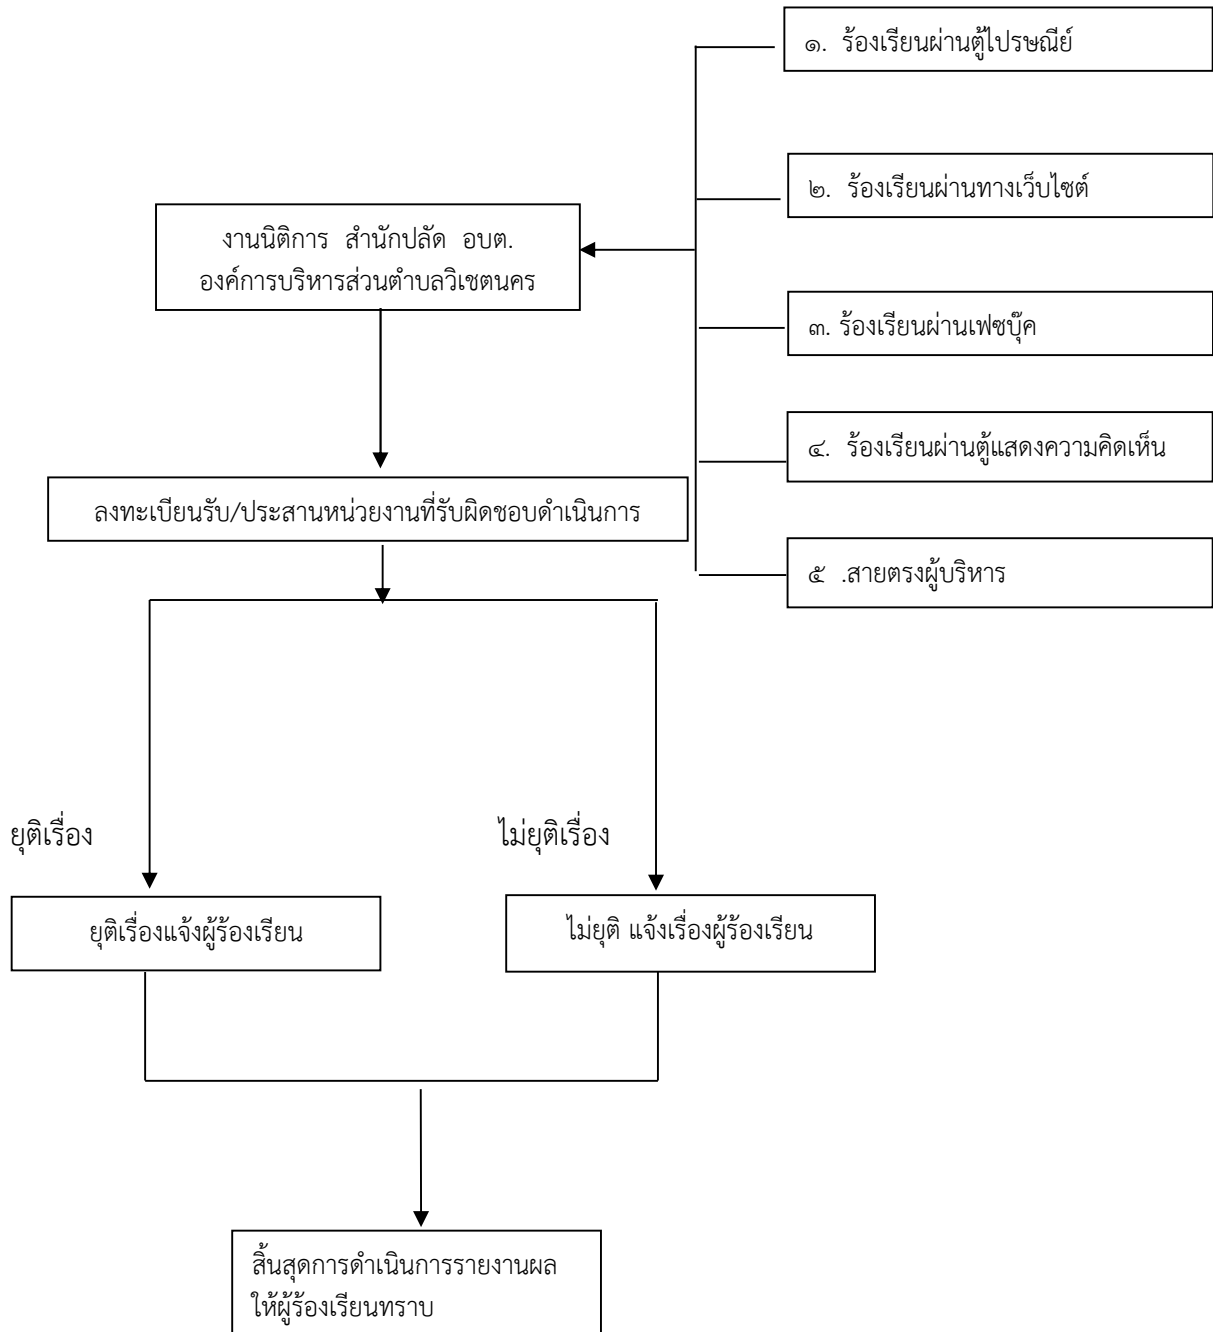 ๑. ร้องเรียนผ่านตู้ไปรษณีย์
๒. ร้องเรียนผ่านทางเว็บไซต์
งานนิติการ สำนักปลัด อบต.
องค์การบริหารส่วนตำบลวิเชตนคร
๓. ร้องเรียนผ่านเฟซบุ๊ค
๔. ร้องเรียนผ่านตู้แสดงความคิดเห็น
ลงทะเบียนรับ/ประสานหน่วยงานที่รับผิดชอบดำเนินการ
๕ .สายตรงผู้บริหาร
ยุติเรื่อง
ไม่ยุติเรื่อง
ยุติเรื่องแจ้งผู้ร้องเรียน
ไม่ยุติ แจ้งเรื่องผู้ร้องเรียน
สิ้นสุดการดำเนินการรายงานผล
ให้ผู้ร้องเรียนทราบ